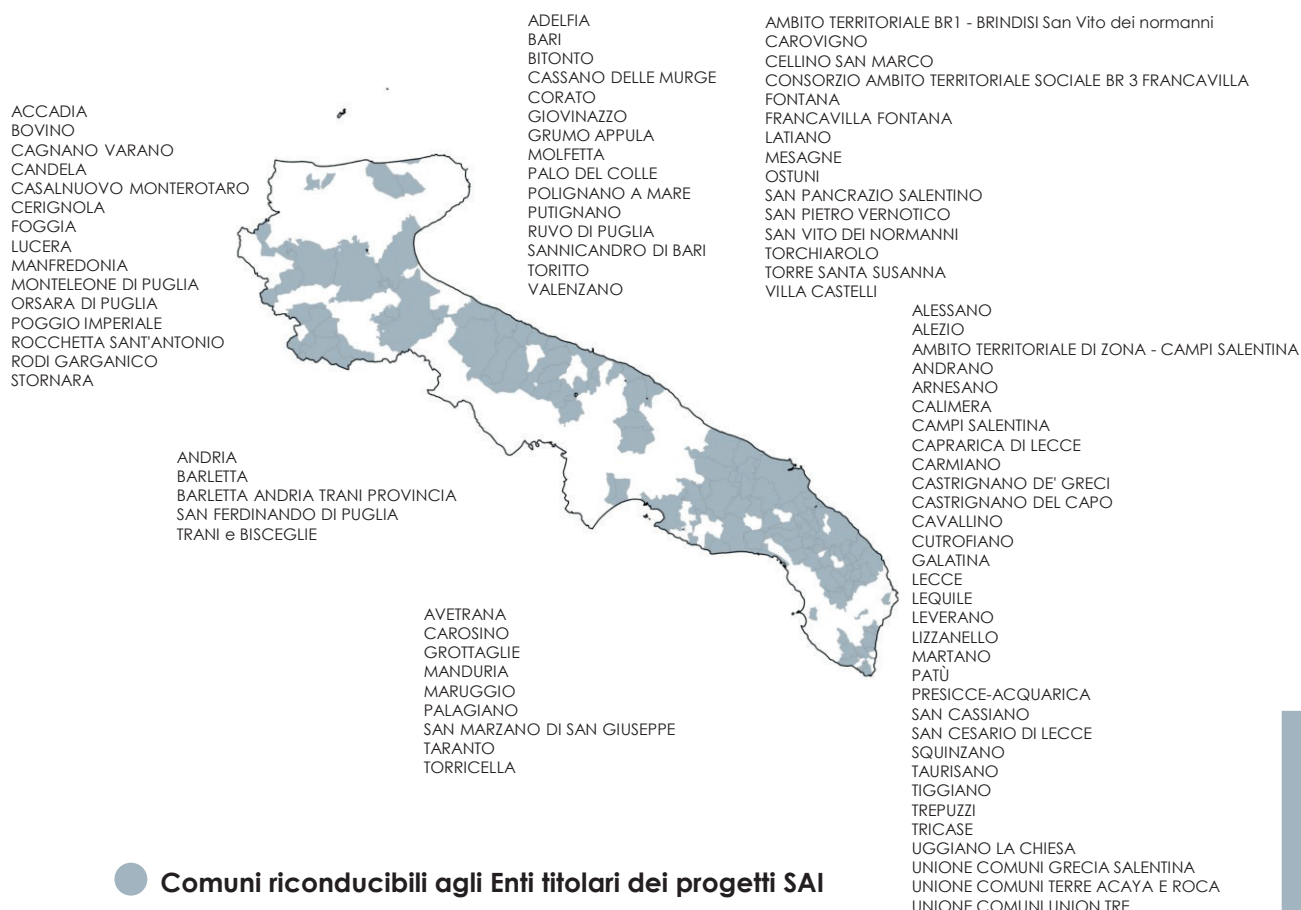 ADELFIA
BARI
BITONTO
CASSANO DELLE MURGE
CORATO
GIOVINAZZO
GRUMO APPULA
MOLFETTA
PALO DEL COLLE
POLIGNANO A MARE
PUTIGNANO
RUVO DI PUGLIA
SANNICANDRO DI BARI
TORITTO
VALENZANO
AMBITO TERRITORIALE BR1 - BRINDISI San Vito dei normanni
CAROVIGNO
CELLINO SAN MARCO
CONSORZIO AMBITO TERRITORIALE SOCIALE BR 3 FRANCAVILLA
FONTANA
FRANCAVILLA FONTANA
LATIANO
MESAGNE
OSTUNI
SAN PANCRAZIO SALENTINO
SAN PIETRO VERNOTICO
SAN VITO DEI NORMANNI
TORCHIAROLO
TORRE SANTA SUSANNA
VILLA CASTELLI
ACCADIA
BOVINO
CAGNANO VARANO
CANDELA
CASALNUOVO MONTEROTARO
CERIGNOLA
FOGGIA
LUCERA
MANFREDONIA
MONTELEONE DI PUGLIA
ORSARA DI PUGLIA
POGGIO IMPERIALE
ROCCHETTA SANT'ANTONIO
RODI GARGANICO
STORNARA
ALESSANO
ALEZIO
AMBITO TERRITORIALE DI ZONA - CAMPI SALENTINA
ANDRANO
ARNESANO
CALIMERA
CAMPI SALENTINA
CAPRARICA DI LECCE
CARMIANO
CASTRIGNANO DE' GRECI
CASTRIGNANO DEL CAPO
CAVALLINO
CUTROFIANO
GALATINA
LECCE
LEQUILE
LEVERANO
LIZZANELLO
MARTANO
PATÙ
PRESICCE-ACQUARICA
SAN CASSIANO
SAN CESARIO DI LECCE
SQUINZANO
TAURISANO
TIGGIANO
TREPUZZI
TRICASE
UGGIANO LA CHIESA
UNIONE COMUNI GRECIA SALENTINA
UNIONE COMUNI TERRE ACAYA E ROCA
UNIONE COMUNI UNION TRE
ANDRIA
BARLETTA
BARLETTA ANDRIA TRANI PROVINCIA
SAN FERDINANDO DI PUGLIA
TRANI e BISCEGLIE
AVETRANA
CAROSINO
GROTTAGLIE
MANDURIA
MARUGGIO
PALAGIANO
SAN MARZANO DI SAN GIUSEPPE
TARANTO
TORRICELLA
Comuni riconducibili agli Enti titolari dei progetti SAI